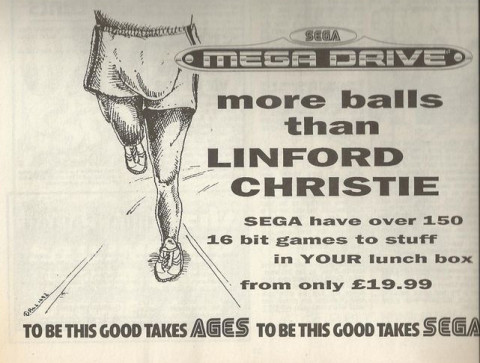 SEGA
MEGA DRIVE
more balls
than
LINFORD
CHRISTIE
SEGA have over 150
16 bit games to stuff
in YOUR lunch box
from only £19.99
TO BE THIS GOOD TAKES AGES TO BE THIS GOOD TAKES SEGA